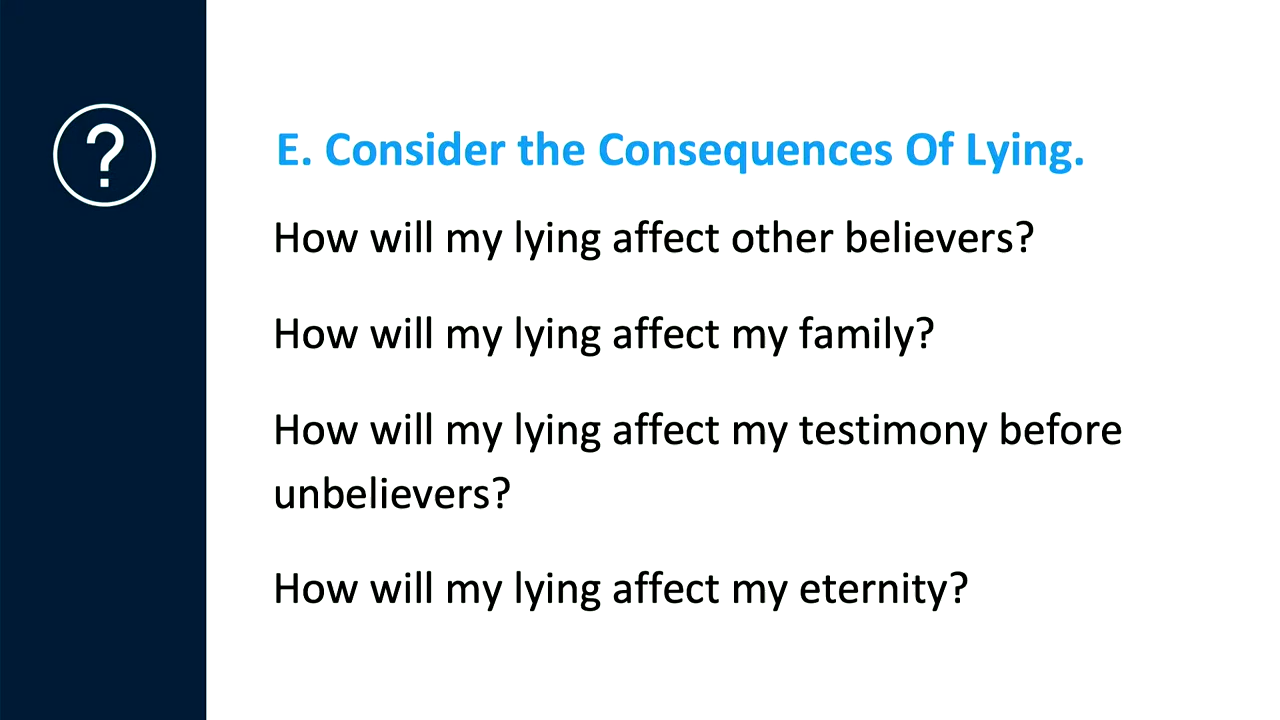 ?
E. Consider the Consequences Of Lying.
How will my lying affect other believers?
How will my lying affect my family?
How will my lying affect my testimony before
unbelievers?
How will my lying affect my eternity?